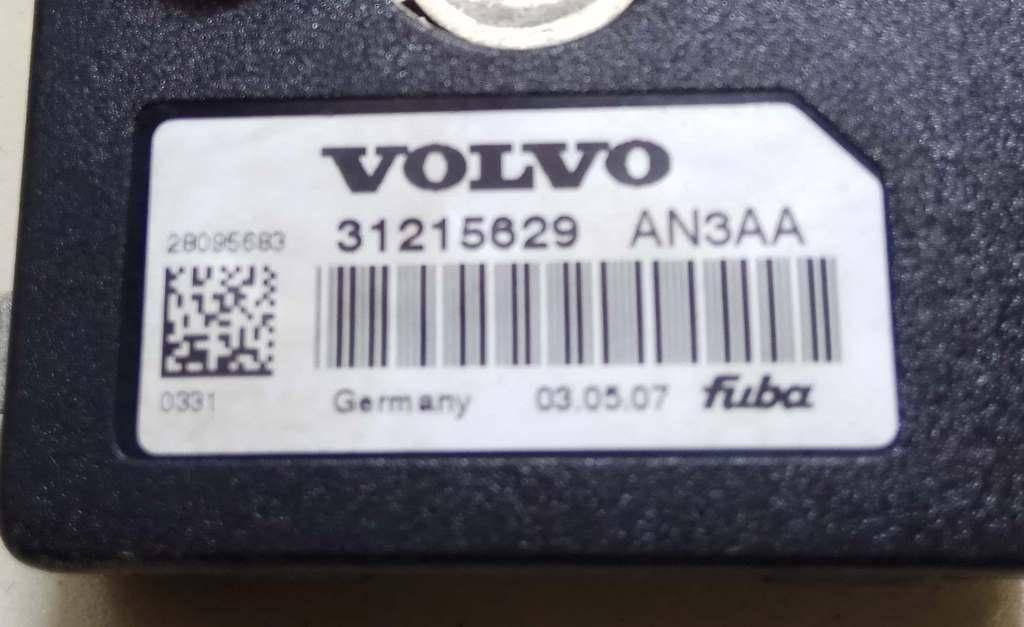 VOLVO
28095683 31215629 AN3AA
0331 Germany 03.05.07 fuba